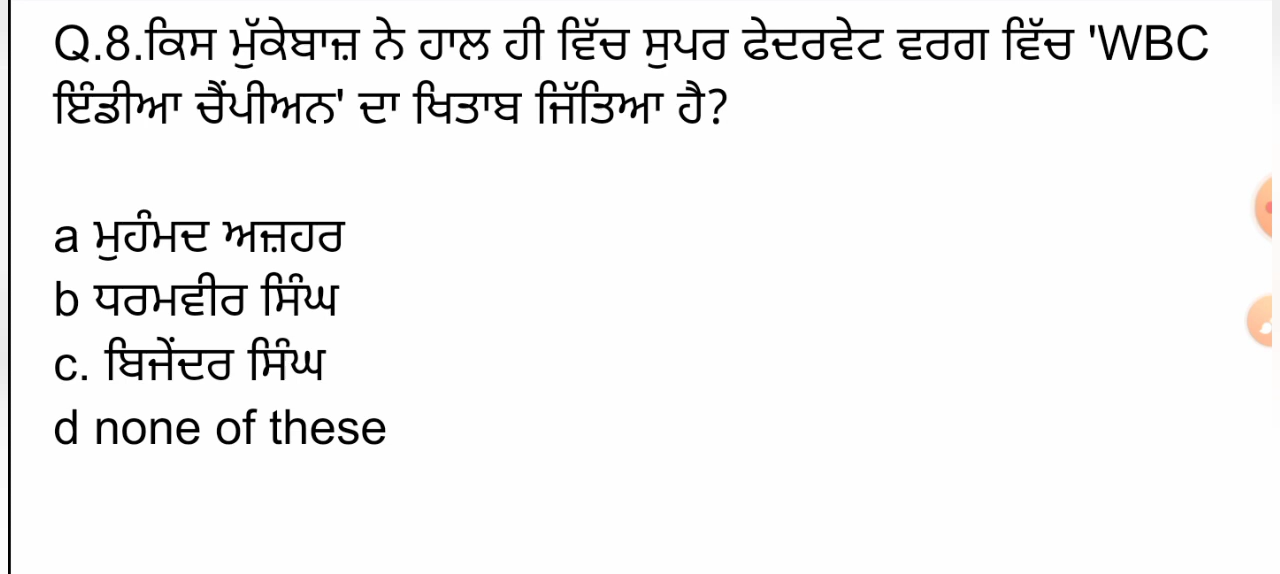 Q.8.ਕਿਸ ਮੁੱਕੇਬਾਜ਼ ਨੇ ਹਾਲ ਹੀ ਵਿੱਚ ਸੁਪਰ ਫੇਦਰਵੇਟ ਵਰਗ ਵਿੱਚ 'WBC
ਇੰਡੀਆ ਚੈਂਪੀਅਨ' ਦਾ ਖਿਤਾਬ ਜਿੱਤਿਆ ਹੈ?
a ਮੁਹੰਮਦ ਅਜ਼ਹਰ
b ਧਰਮਵੀਰ ਸਿੰਘ
c. ਬਿਜੇਂਦਰ ਸਿੰਘ
d none of these